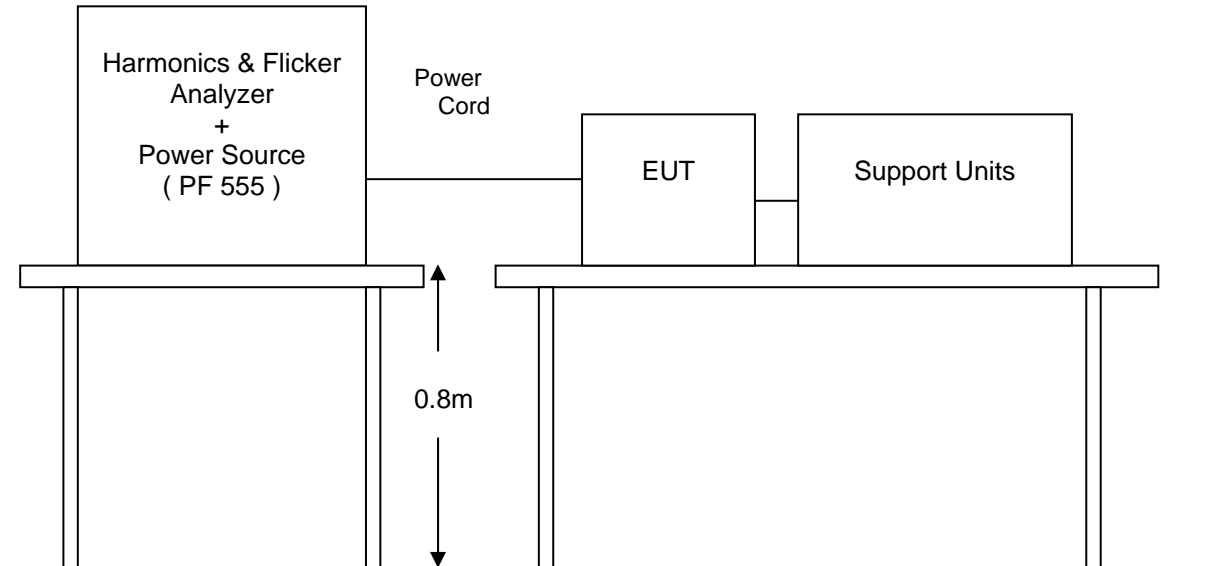 Harmonics & Flicker
Analyzer
+
Power Source
( PF 555 )
Power
Cord
EUT
Support Units
0.8m